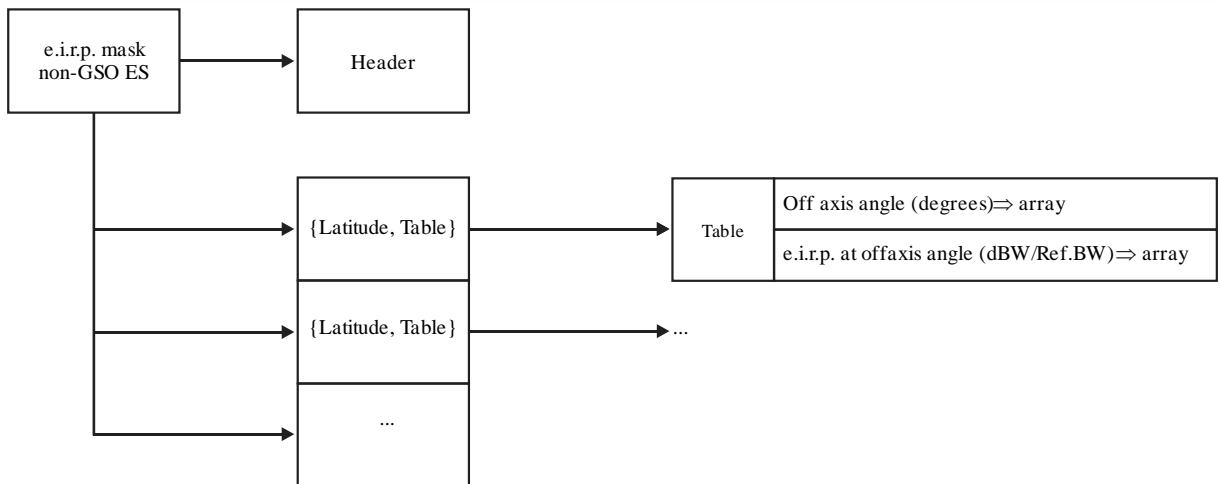 e.i.r.p. mask
non-GSO ES
Header
{Latitude, Table}
Table
Off axis angle (degrees)⇒ array
e.i.r.p. at offaxis angle (dBW/Ref.BW)⇒ array
{Latitude, Table}
...
...